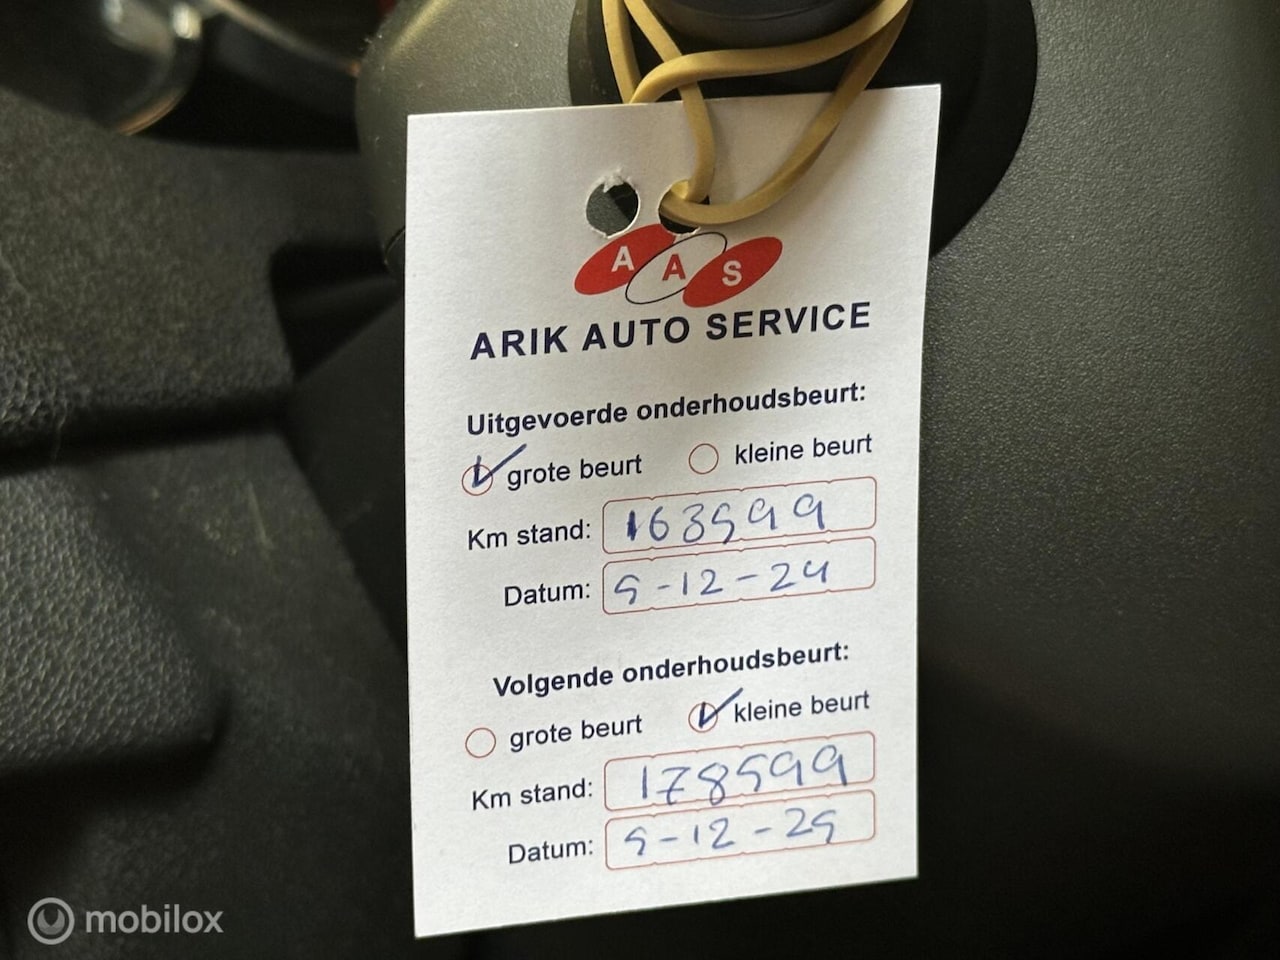 A A S
ARIK AUTO SERVICE
Uitgevoerde onderhoudsbeurt:
grote beurt kleine beurt
Km stand: 163599
Datum: 5-12-24
Volgende onderhoudsbeurt:
grote beurt kleine beurt
Km stand: 178599
Datum: 5-12-25
mobilox